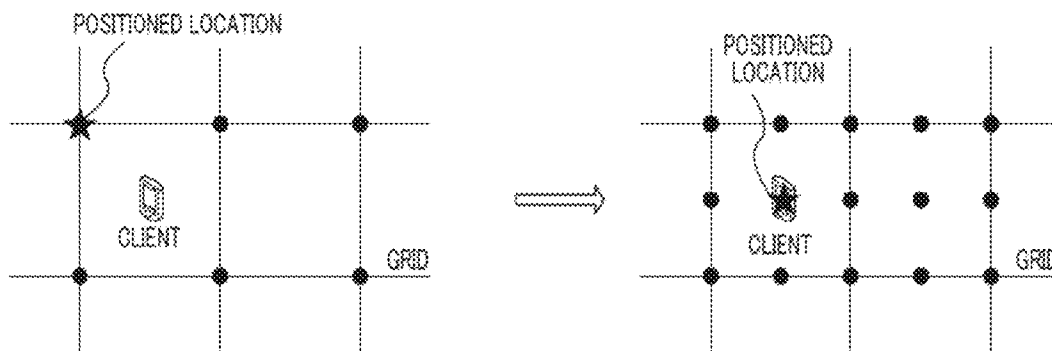 POSITIONED LOCATION
CLIENT
GRID
POSITIONED
LOCATION
CLIENT
GRID